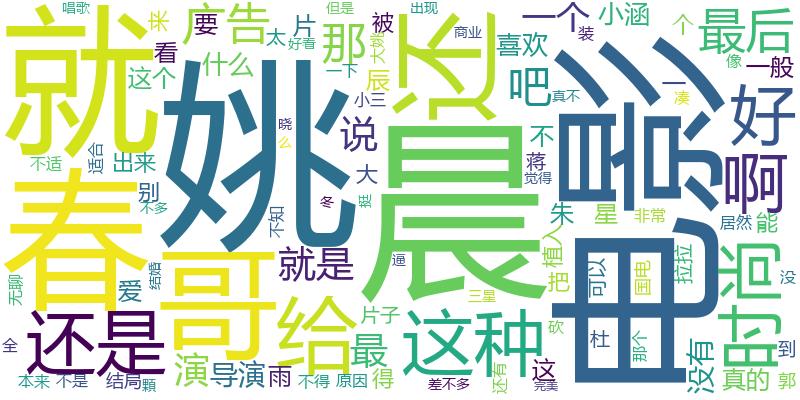 唱歌
但是
出现
来
要
广告
片
被
一个
装
小涵
个
最后
就
太
好看
大姚
商业
那
看
喜欢
还
像
一般
这个
什么
辰
一下
吧
一
小三
真不
凑
好
姚
电影
晓
说
不
么
晨
啊
不适
适合
出来
大
蒋
觉得
春
别
不多
冬
挺
朱
星
非常
居然
能
不知
哥
就是
植入
无聊
结婚
爱
逼
把
可以
国电
拉拉
时尚
没
给
三星
还是
片子
这种
砍
全
最
杜
那个
没有
到
演
导演
雨
这
本来
不是
结局
颗
不得
原因
得
差不多
还有
完美
真的
郭